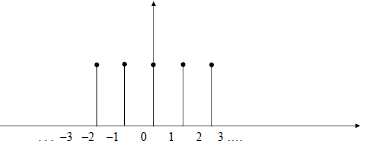 . . . –3 –2 –1 0 1 2 3 ....